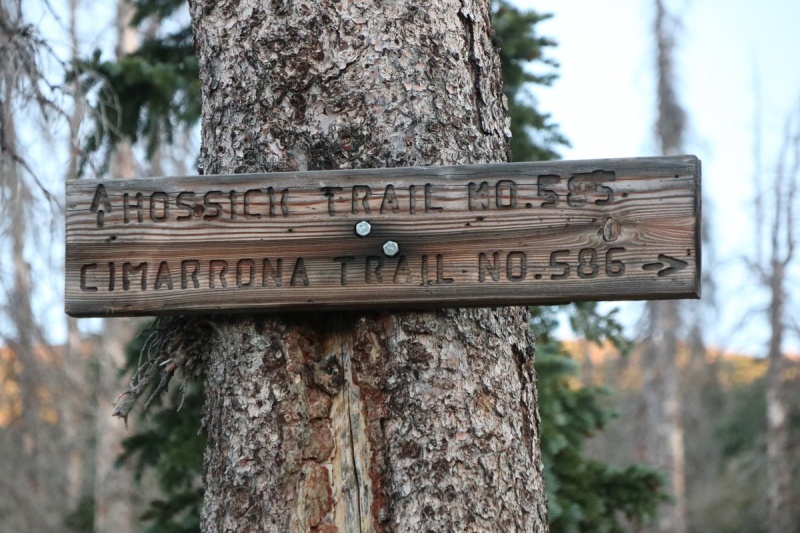 ↑ HOSSICK TRAIL NO.585
CIMARRONA TRAIL NO.586 →